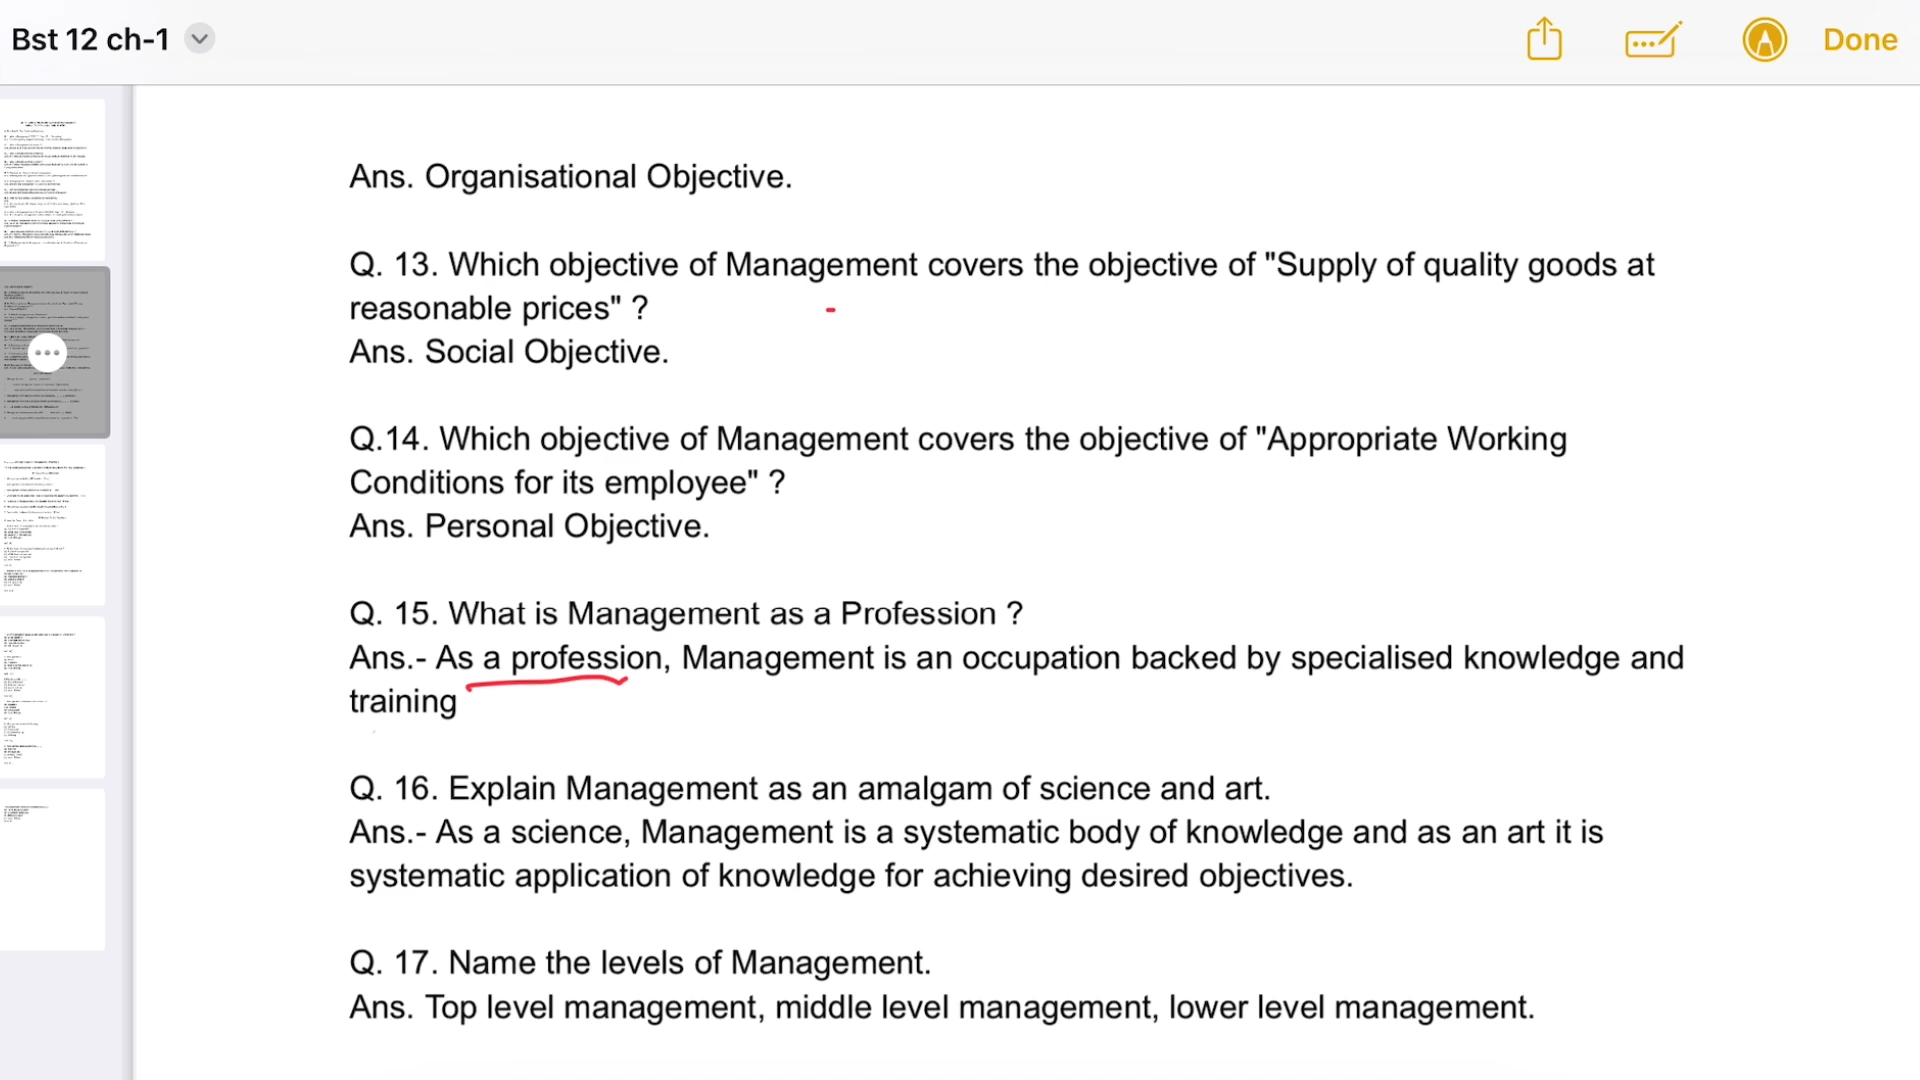 Bst 12 ch-1
Done
Ans. Organisational Objective.
Q. 13. Which objective of Management covers the objective of "Supply of quality goods at
reasonable prices" ?
Ans. Social Objective.
Q.14. Which objective of Management covers the objective of "Appropriate Working
Conditions for its employee" ?
Ans. Personal Objective.
Q. 15. What is Management as a Profession ?
Ans.- As a profession, Management is an occupation backed by specialised knowledge and
training
Q. 16. Explain Management as an amalgam of science and art.
Ans.- As a science, Management is a systematic body of knowledge and as an art it is
systematic application of knowledge for achieving desired objectives.
Q. 17. Name the levels of Management.
Ans. Top level management, middle level management, lower level management.